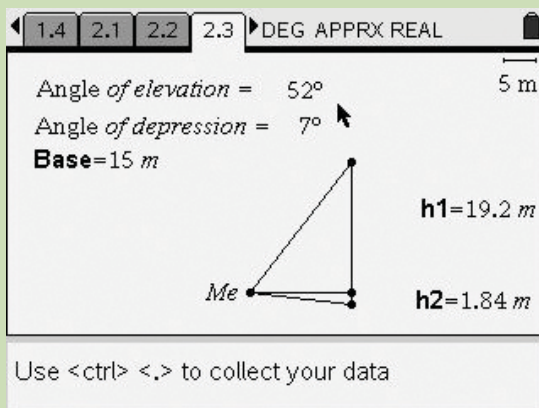 1.4 2.1 2.2 2.3 DEG APPRX REAL
5 m
Angle of elevation = 52°
Angle of depression = 7°
Base=15 m
h1=19.2 m
Me
h2=1.84 m
Use <ctrl> <.> to collect your data